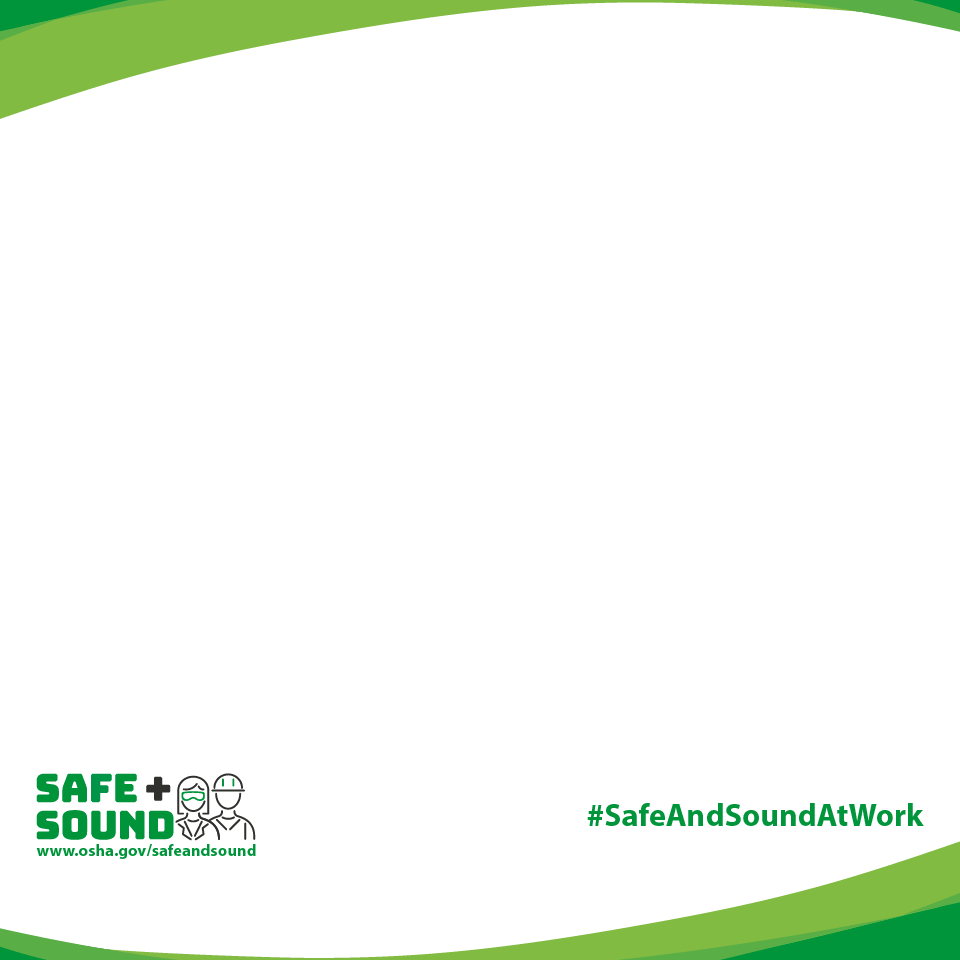 SAFE +
SOUND
www.osha.gov/safeandsound
#SafeAndSoundAtWork